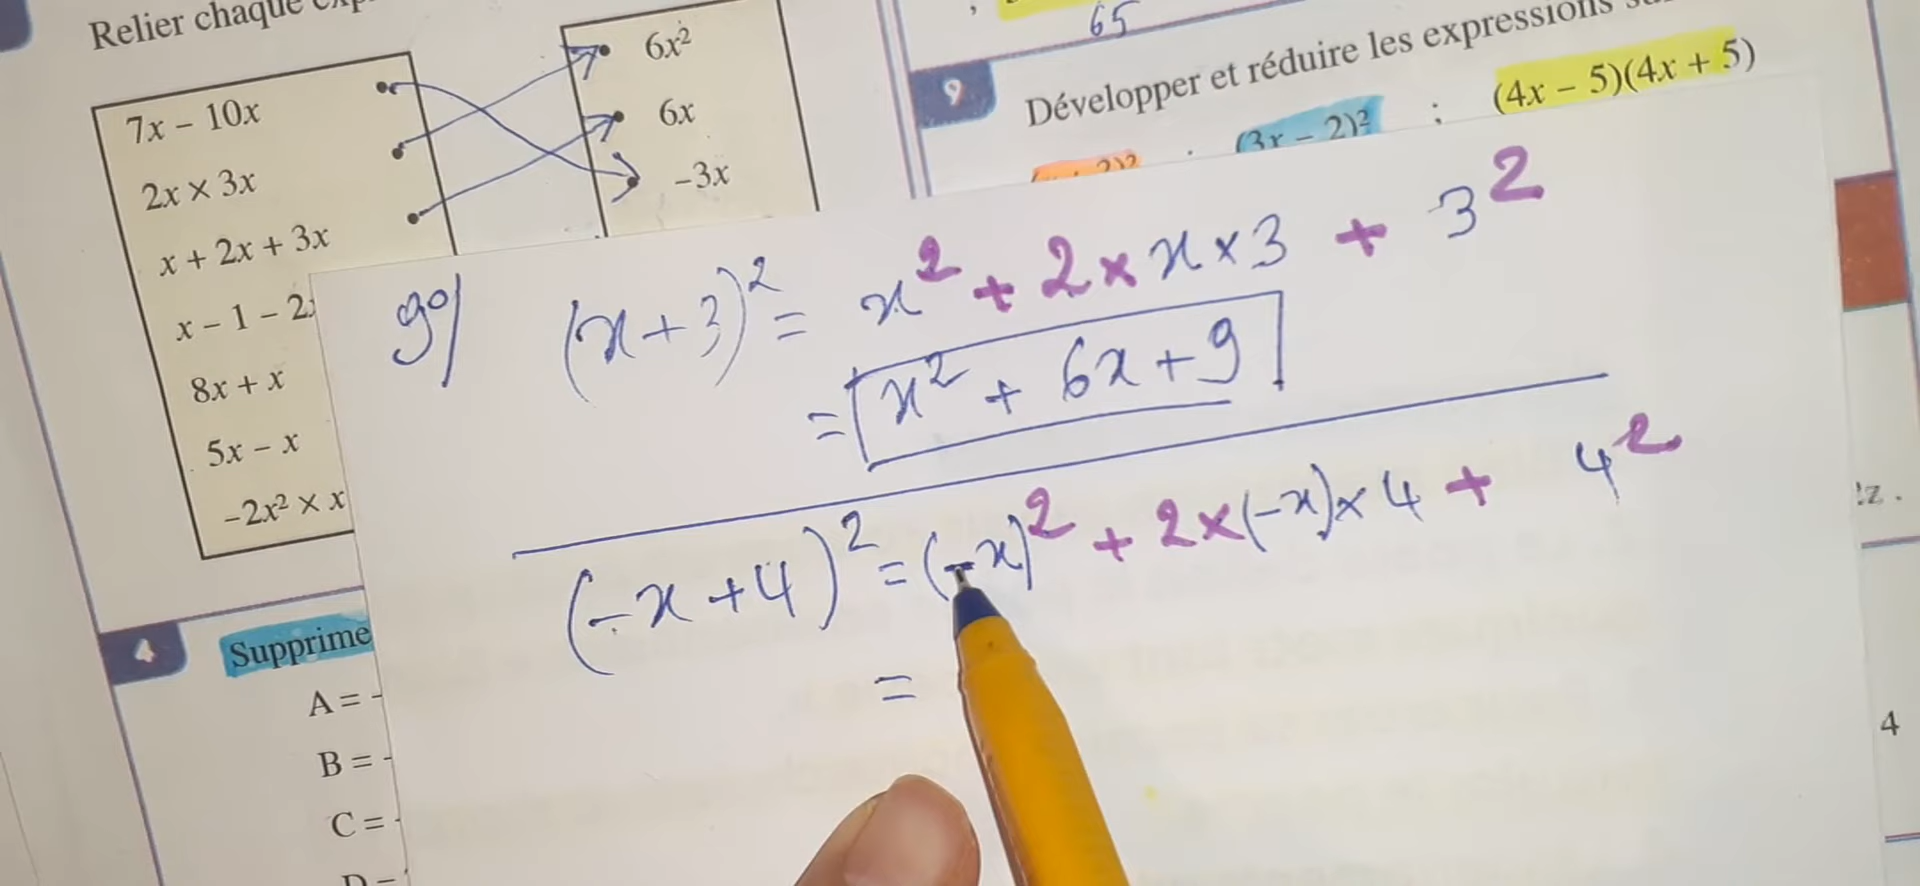 Relier chaque
7x – 10x
2x × 3x
x + 2x + 3x
x – 1 – 2
8x + x
5x – x
–2x² × x
6x²
6x
–3x
65
9 Développer et réduire les expressions
(3x – 2)² ; (4x – 5)(4x + 5)
9°/ (x+3)² = x² + 2 × x × 3 + 3²
= x² + 6x + 9
(-x+4)² = (-x)² + 2×(-x)×4 + 4²
=
4 Supprime
A = -
B = -
C = -
D –
2z .
4